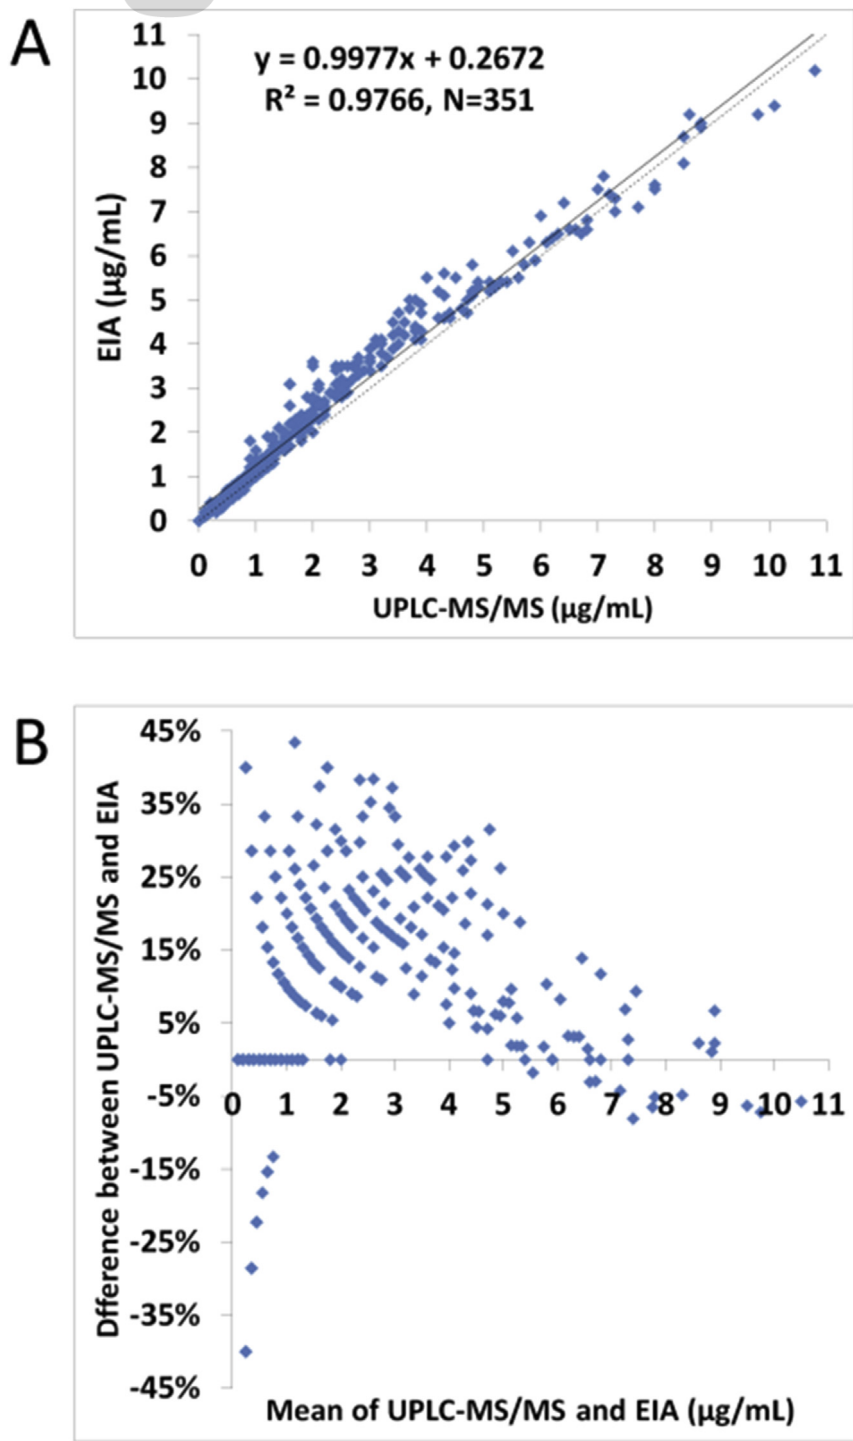 A
y = 0.9977x + 0.2672
R² = 0.9766, N=351
11
10
9
8
7
6
5
4
3
2
1
0
EIA (µg/mL)
0 1 2 3 4 5 6 7 8 9 10 11
UPLC-MS/MS (µg/mL)
B
45%
35%
25%
15%
5%
-5%
-15%
-25%
-35%
-45%
Dfference between UPLC-MS/MS and EIA
0 1 2 3 4 5 6 7 8 9 10 11
Mean of UPLC-MS/MS and EIA (µg/mL)